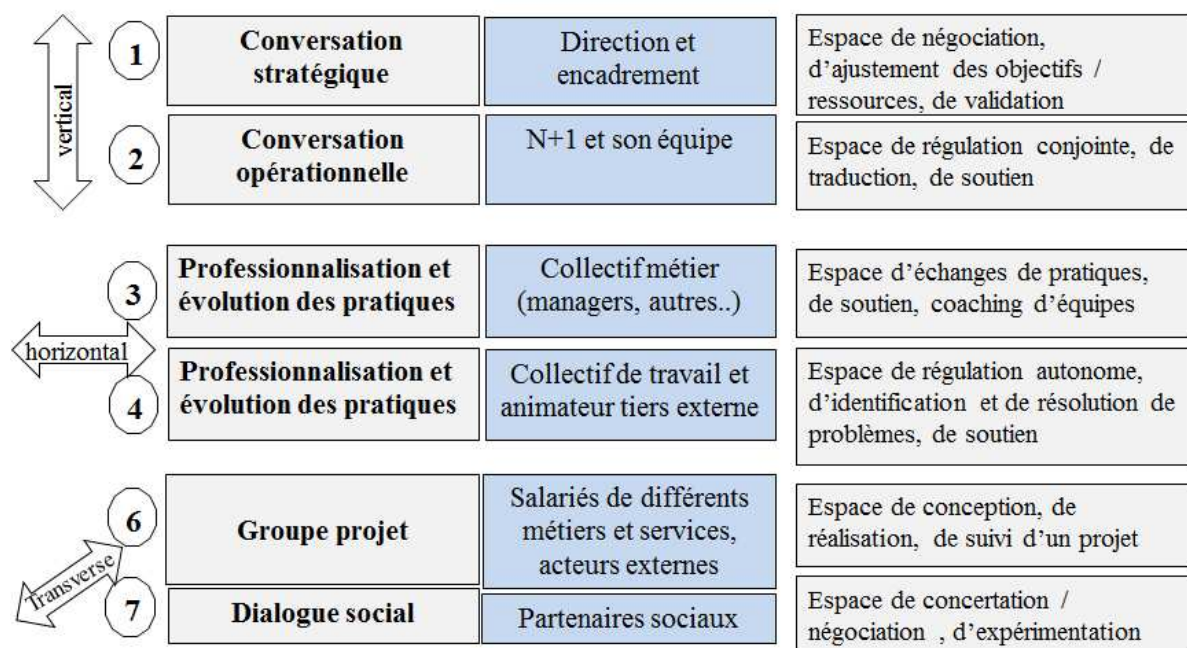 vertical
1
Conversation
stratégique
Direction et
encadrement
Espace de négociation,
d’ajustement des objectifs /
ressources, de validation
2
Conversation
opérationnelle
N+1 et son équipe
Espace de régulation conjointe, de
traduction, de soutien
horizontal
3
Professionnalisation et
évolution des pratiques
Collectif métier
(managers, autres..)
Espace d’échanges de pratiques,
de soutien, coaching d’équipes
4
Professionnalisation et
évolution des pratiques
Collectif de travail et
animateur tiers externe
Espace de régulation autonome,
d’identification et de résolution de
problèmes, de soutien
Transverse
6
Groupe projet
Salariés de différents
métiers et services,
acteurs externes
Espace de conception, de
réalisation, de suivi d’un projet
7
Dialogue social
Partenaires sociaux
Espace de concertation /
négociation , d’expérimentation